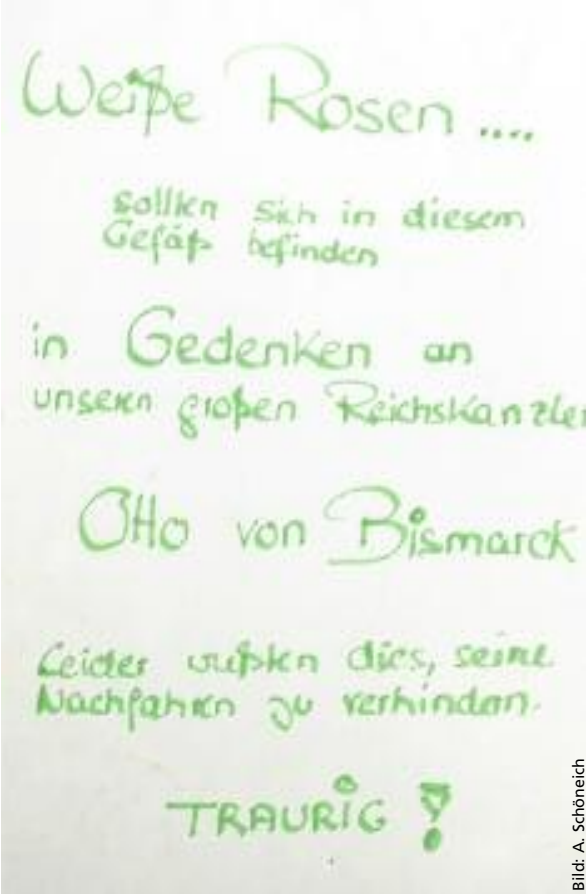 Weiße Rosen ....
sollten sich in diesem
Gefäß befinden
in Gedenken an
unseren großen Reichskanzler
Otto von Bismarck
Leider wußten dies, seine
Nachfahren zu verhindern.
TRAURIG !
Bild: A. Schöneich